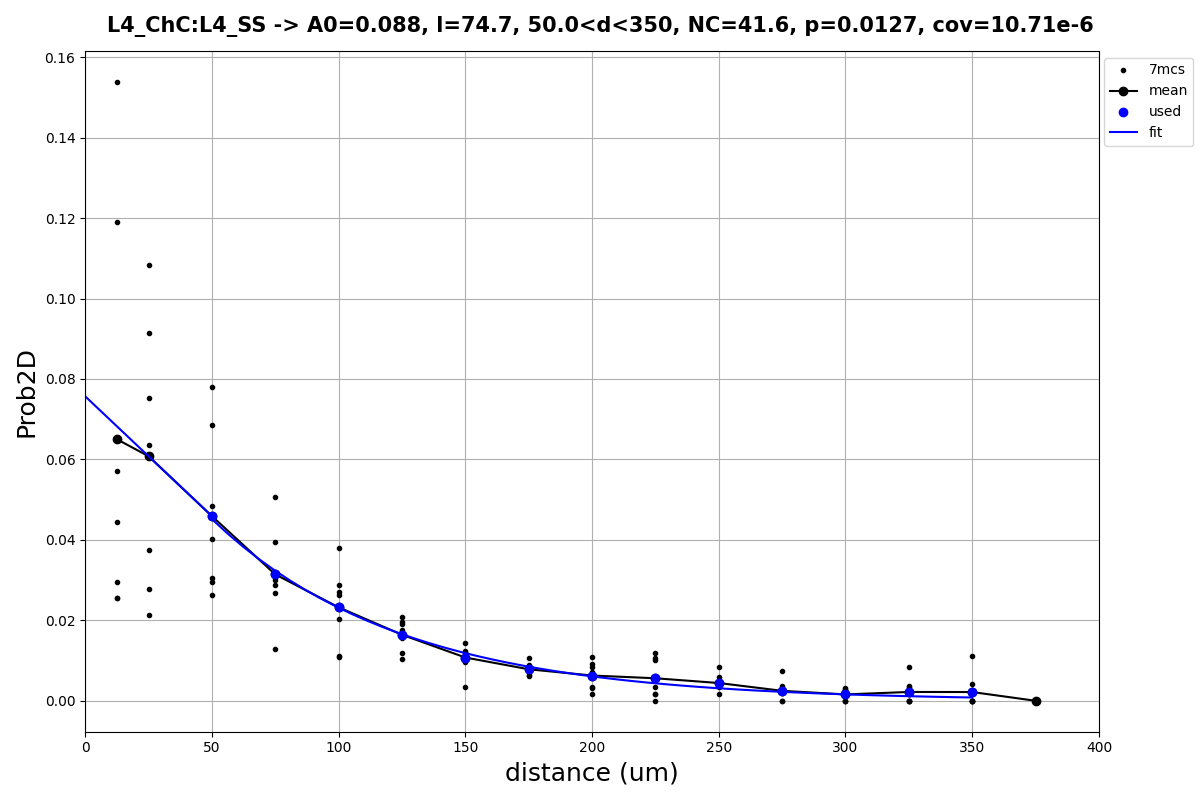 L4_ChC:L4_SS -> A0=0.088, l=74.7, 50.0<d<350, NC=41.6, p=0.0127, cov=10.71e-6
0.16
0.14
0.12
0.10
0.08
0.06
0.04
0.02
0.00
Prob2D
0 50 100 150 200 250 300 350 400
distance (um)
7mcs
mean
used
fit